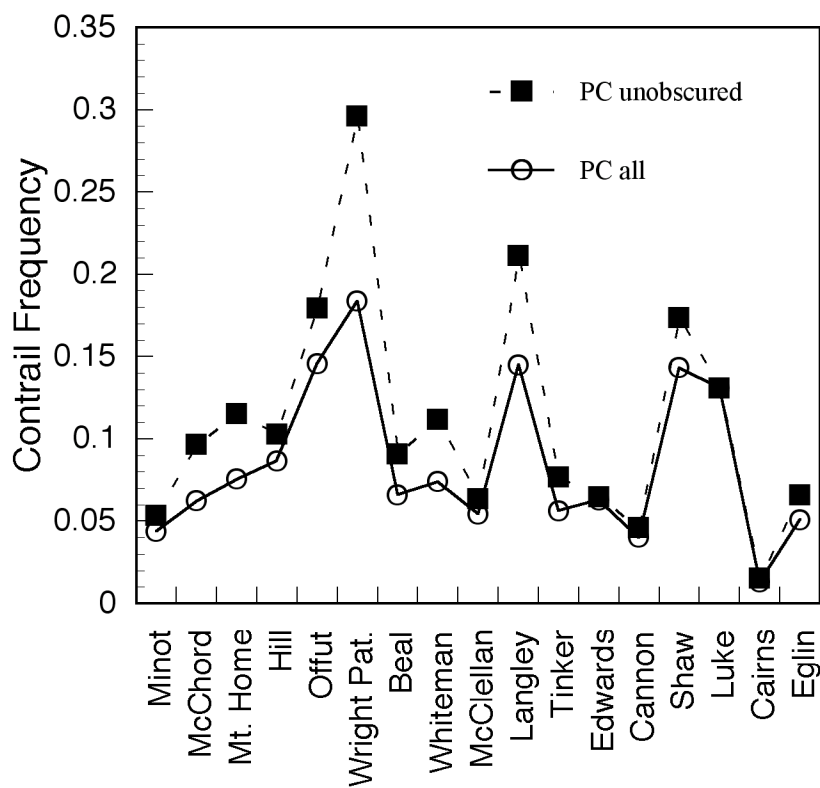 0.35
0.3
0.25
0.2
0.15
0.1
0.05
0
Contrail Frequency
PC unobscured
PC all
Minot
McChord
Mt. Home
Hill
Offut
Wright Pat.
Beal
Whiteman
McClellan
Langley
Tinker
Edwards
Cannon
Shaw
Luke
Cairns
Eglin